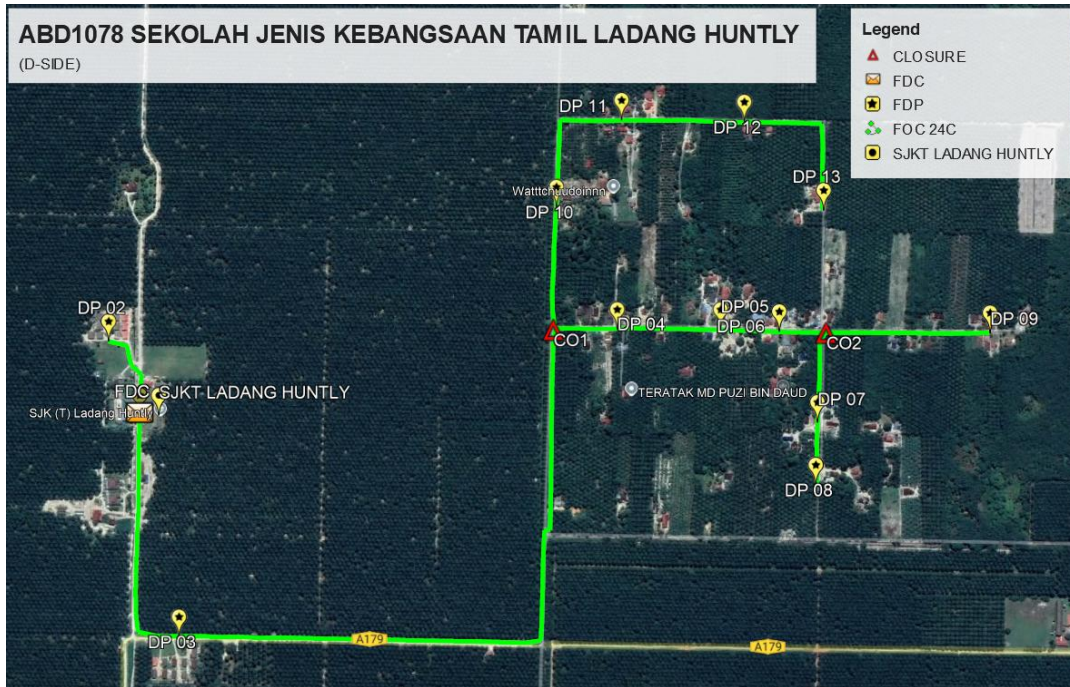 ABD1078 SEKOLAH JENIS KEBANGSAAN TAMIL LADANG HUNTLY
(D-SIDE)
Legend
CLOSURE
FDC
FDP
FOC 24C
SJKT LADANG HUNTLY
DP 11
DP 12
Watttchuudoinnn
DP 13
DP 10
DP 02
DP 04
DP 05
DP 06
DP 09
CO1
CO2
FDC
SJKT LADANG HUNTLY
SJK (T) Ladang Huntly
TERATAK MD PUZI BIN DAUD
DP 07
DP 08
DP 03
A179
A179